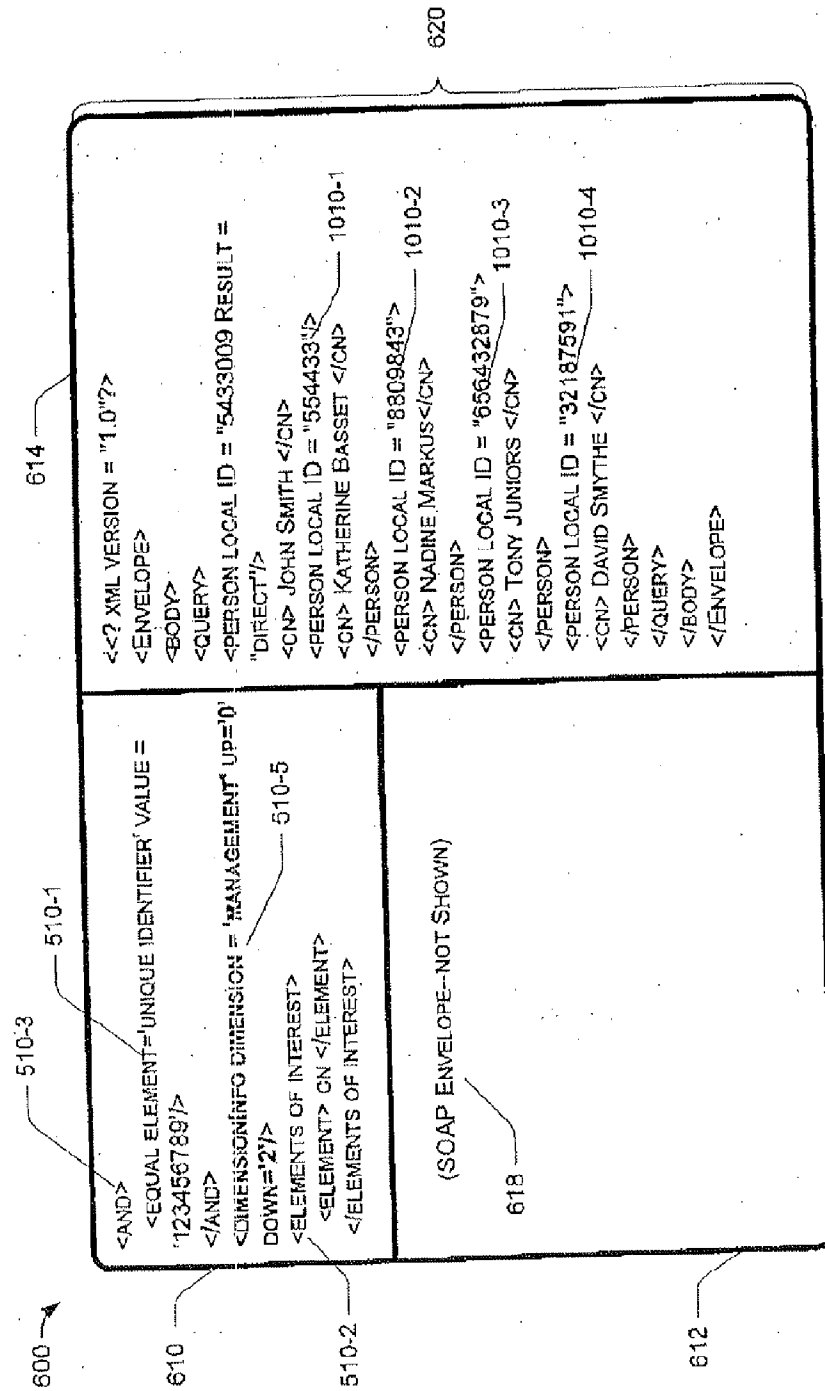 600
610
510-2
612
510-3
510-1
<AND>
<EQUAL ELEMENT='UNIQUE IDENTIFIER' VALUE =
'123456789'/>
</AND>
<DIMENSIONINFO DIMENSION = 'MANAGEMENT' UP='0'
DOWN='2'/>
<ELEMENTS OF INTEREST>
<ELEMENT> CN </ELEMENT>
</ELEMENTS OF INTEREST>
510-5
(SOAP ENVELOPE--NOT SHOWN)
618
614
<<? XML VERSION = "1.0"?>
<ENVELOPE>
<BODY>
<QUERY>
<PERSON LOCAL ID = "5433009 RESULT =
"DIRECT"/>
<CN> JOHN SMITH </CN>
<PERSON LOCAL ID = "554433"/>
<CN> KATHERINE BASSET </CN>
</PERSON>
<PERSON LOCAL ID = "8809843">
<CN> NADINE MARKUS</CN>
</PERSON>
<PERSON LOCAL ID = "656432879">
<CN> TONY JUNIORS </CN>
</PERSON>
<PERSON LOCAL ID = "32187591">
<CN> DAVID SMYTHE </CN>
</PERSON>
</QUERY>
</BODY>
</ENVELOPE>
1010-1
1010-2
1010-3
1010-4
620